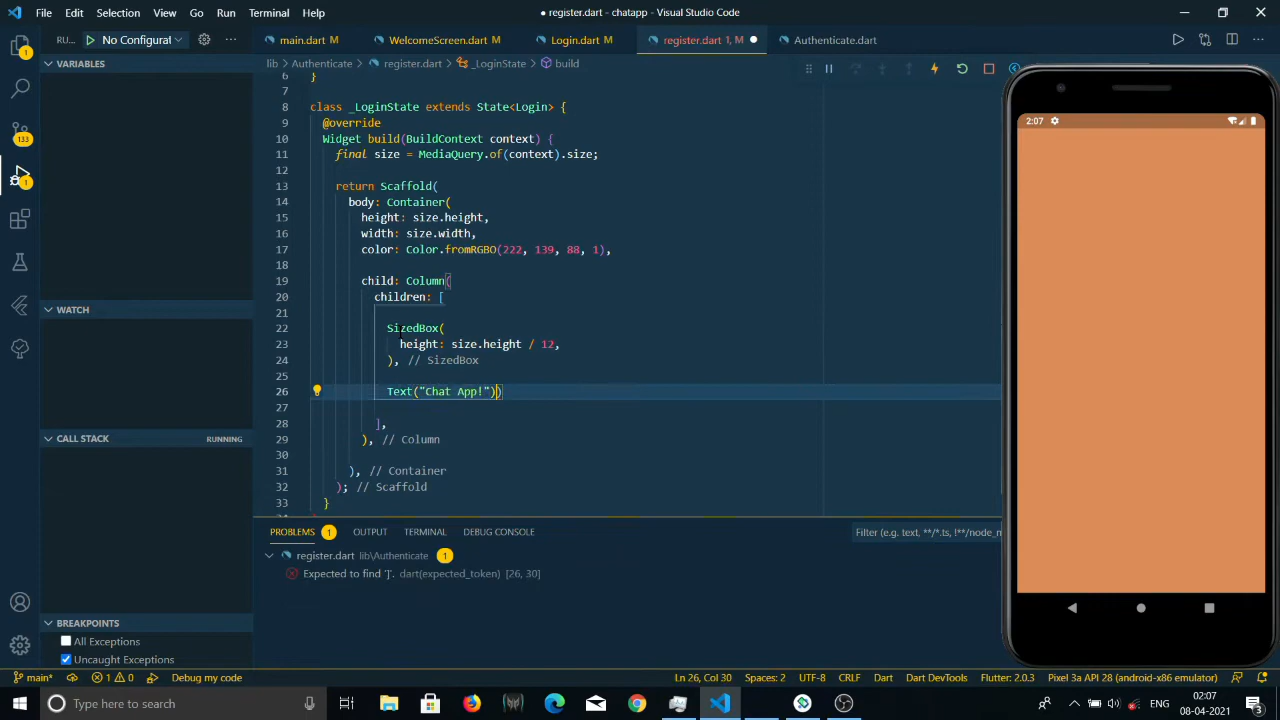 File Edit Selection View Go Run Terminal Help
● register.dart - chatapp - Visual Studio Code
RU... No Configurat
main.dart M
WelcomeScreen.dart M
Login.dart M
register.dart 1, M
Authenticate.dart
lib > Authenticate > register.dart > _LoginState > build
VARIABLES
WATCH
CALL STACK
RUNNING
BREAKPOINTS
All Exceptions
Uncaught Exceptions
1
133
1
6 }
7
8 class _LoginState extends State<Login> {
9 @override
10 Widget build(BuildContext context) {
11 final size = MediaQuery.of(context).size;
12
13 return Scaffold(
14 body: Container(
15 height: size.height,
16 width: size.width,
17 color: Color.fromRGBO(222, 139, 88, 1),
18
19 child: Column(
20 children: [
21
22 SizedBox(
23 height: size.height / 12,
24 ), // SizedBox
25
26 Text("Chat App!"))
27
28 ],
29 ), // Column
30
31 ), // Container
32 ); // Scaffold
33 }
PROBLEMS 1 OUTPUT TERMINAL DEBUG CONSOLE
Filter (e.g. text, **/*.ts, !**/node_m
register.dart lib\Authenticate 1
Expected to find ']'. dart(expected_token) [26, 30]
2:07
main* 1 0 Debug my code
Ln 26, Col 30 Spaces: 2 UTF-8 CRLF Dart Dart DevTools Flutter: 2.0.3 Pixel 3a API 28 (android-x86 emulator)
Type here to search
ENG
02:07
08-04-2021
3